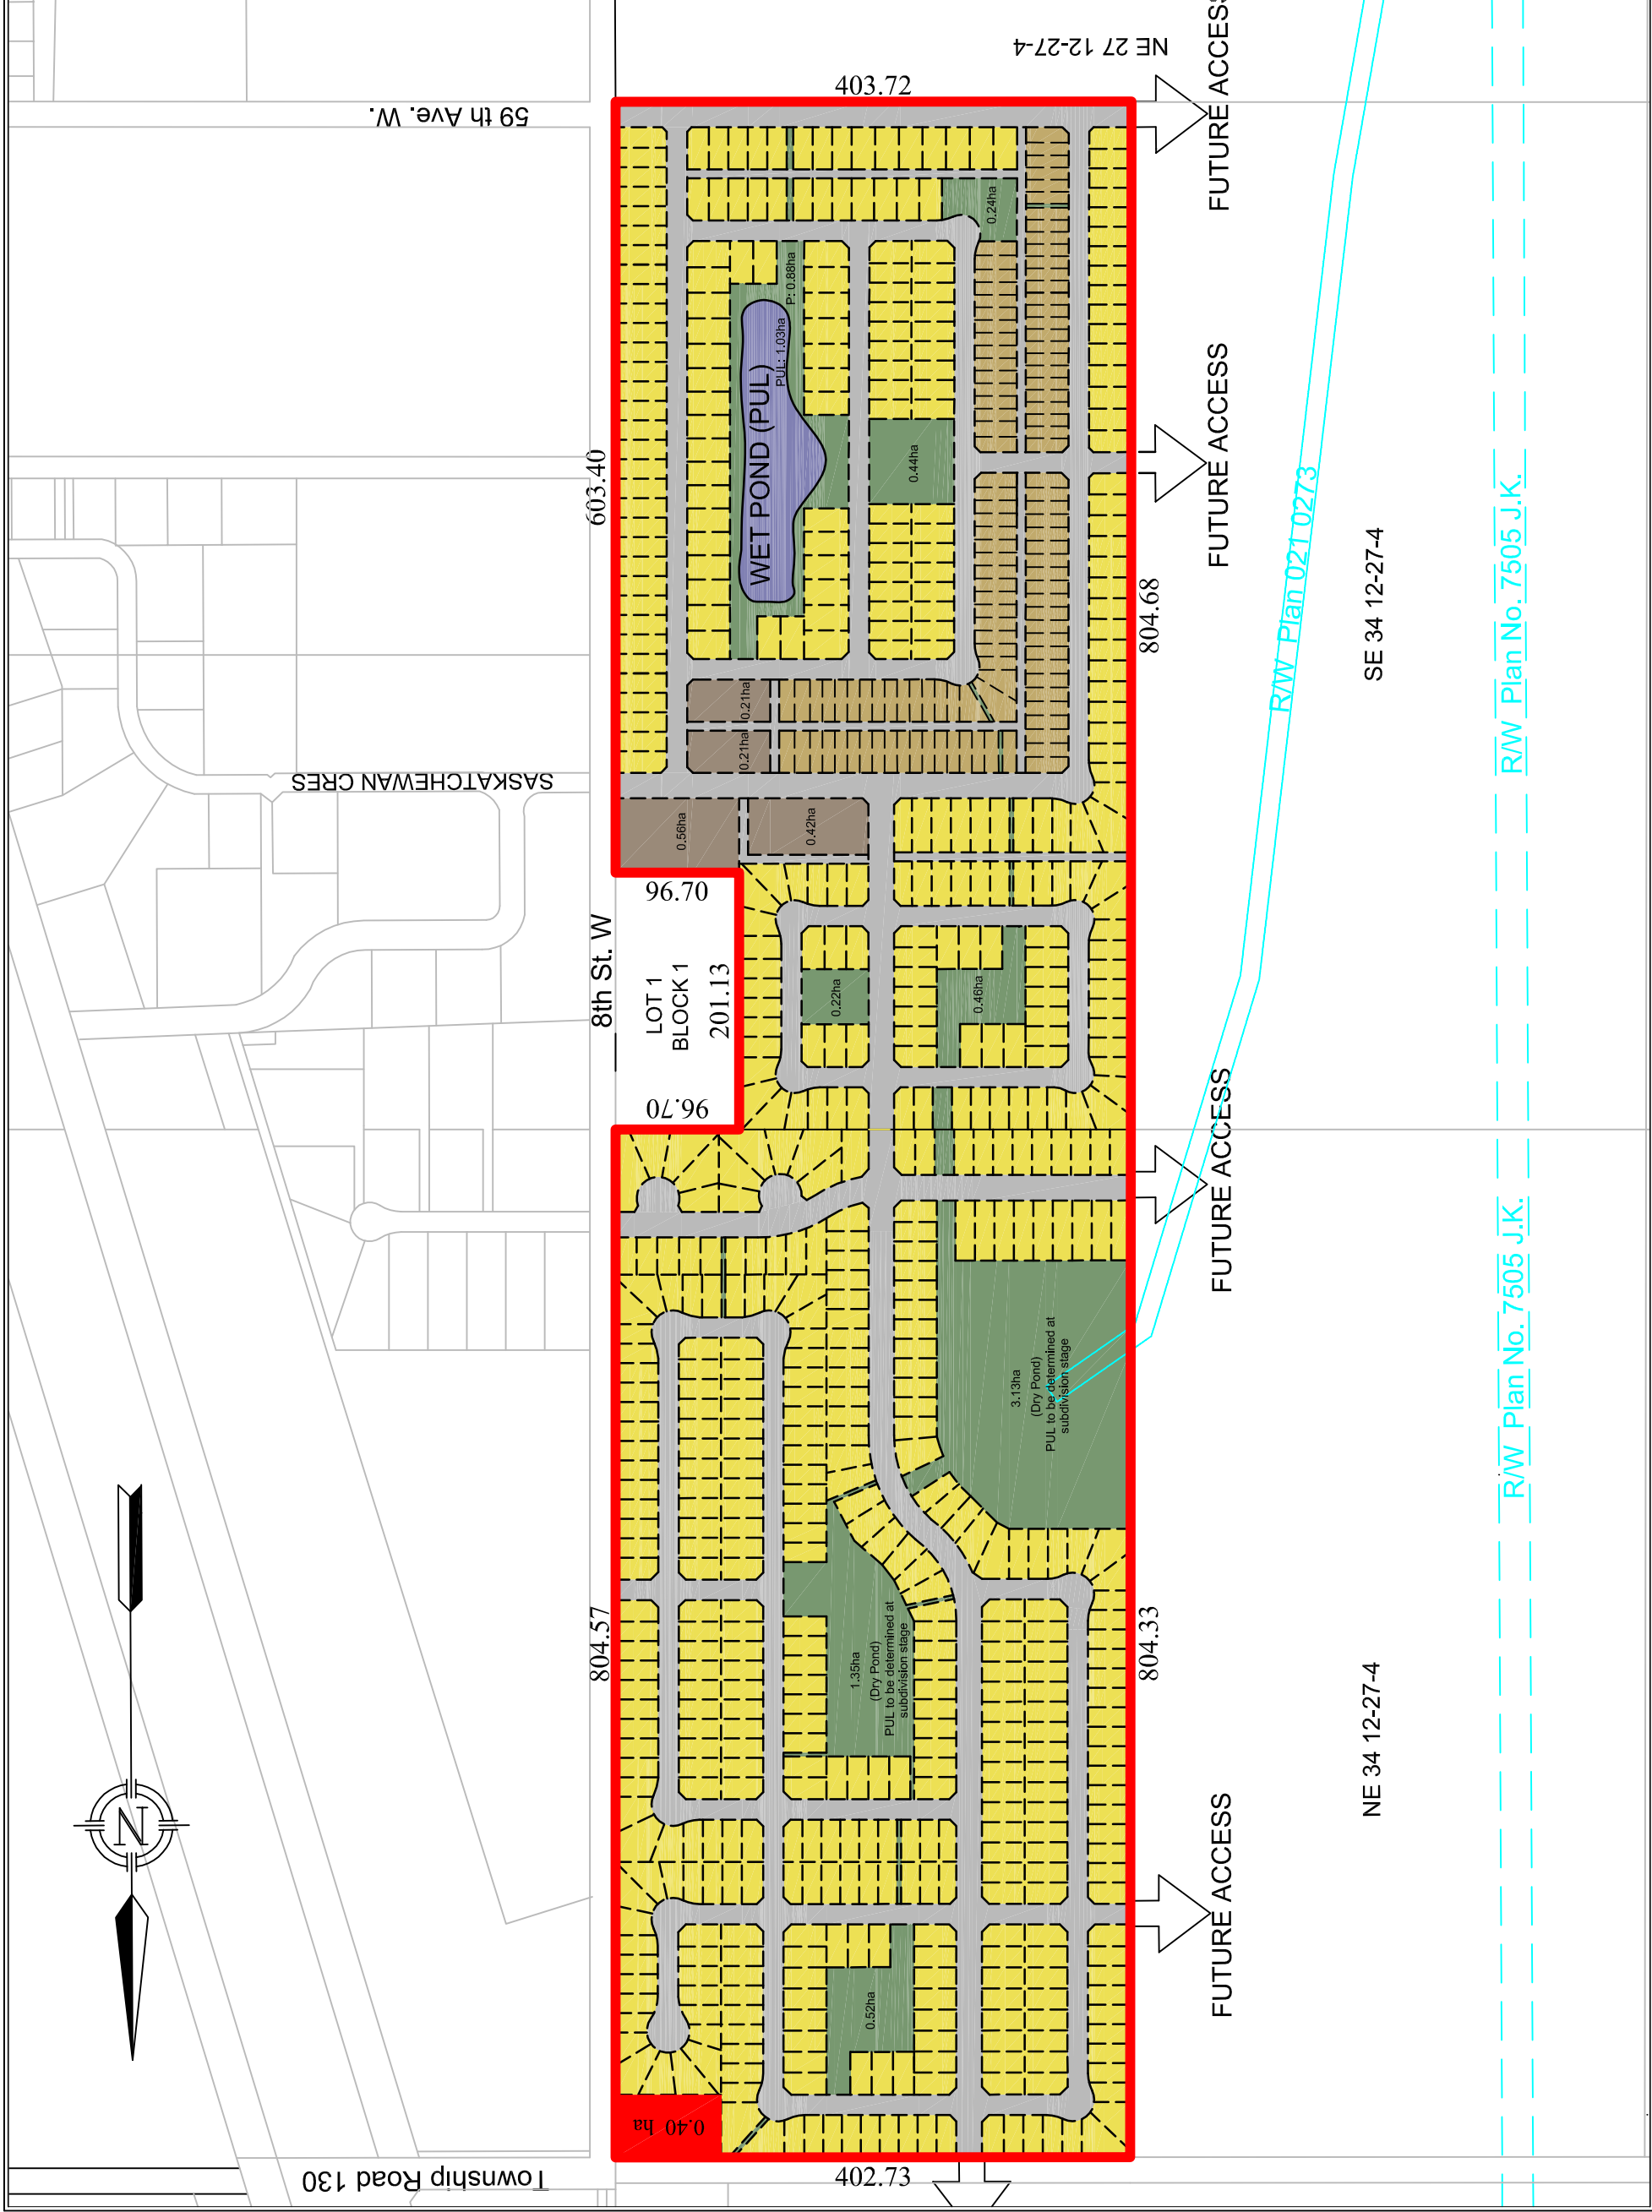 NE 27 12-27-4
403.72
59 th Ave. W.
FUTURE ACCESS
0.24ha
P: 0.88ha
PUL: 1.03ha
WET POND (PUL)
0.44ha
603.40
FUTURE ACCESS
R/W Plan 021 0273
SE 34 12-27-4
R/W Plan No. 7505 J.K.
804.68
0.21ha
0.21ha
SASKATCHEWAN CRES
0.56ha
0.42ha
96.70
8th St. W
LOT 1
BLOCK 1
201.13
0.22ha
0.46ha
96.70
FUTURE ACCESS
3.13ha
(Dry Pond)
PUL to be determined at
subdivision stage
R/W Plan No. 7505 J.K.
804.57
1.35ha
(Dry Pond)
PUL to be determined at
subdivision stage
804.33
NE 34 12-27-4
N
FUTURE ACCESS
0.52ha
0.40 ha
Township Road 130
402.73